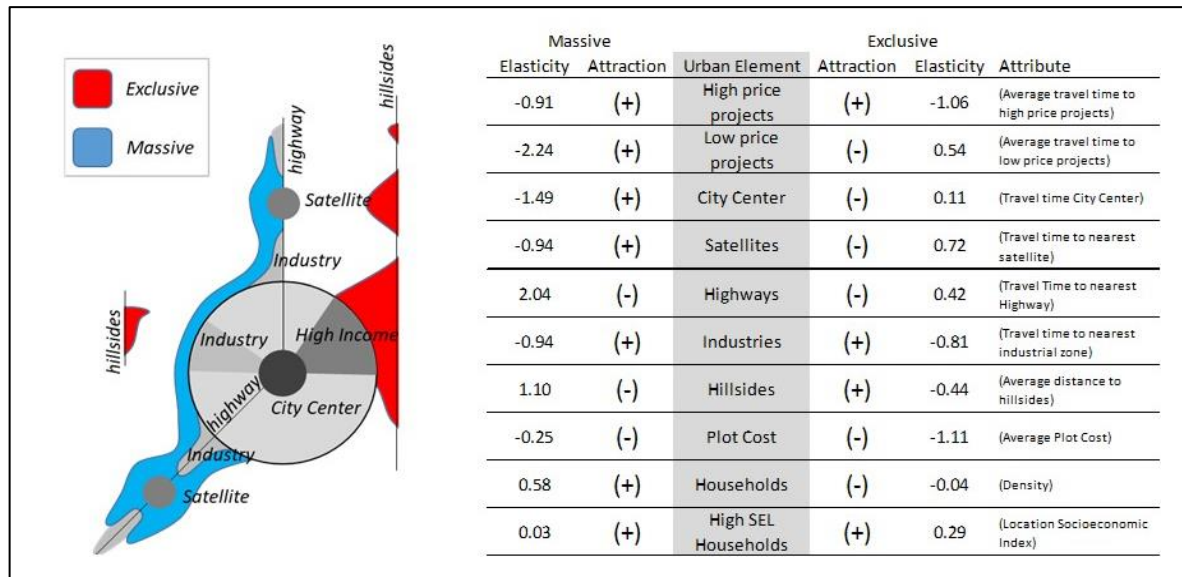 Exclusive
Massive
hillsides
highway
Satellite
Industry
hillsides
Industry
High Income
highway
City Center
Industry
Satellite
Massive Exclusive
Elasticity Attraction Urban Element Attraction Elasticity Attribute
-0.91 (+) High price projects (+) -1.06 (Average travel time to high price projects)
-2.24 (+) Low price projects (-) 0.54 (Average travel time to low price projects)
-1.49 (+) City Center (-) 0.11 (Travel time City Center)
-0.94 (+) Satellites (-) 0.72 (Travel time to nearest satellite)
2.04 (-) Highways (-) 0.42 (Travel Time to nearest Highway)
-0.94 (+) Industries (+) -0.81 (Travel time to nearest industrial zone)
1.10 (-) Hillsides (+) -0.44 (Average distance to hillsides)
-0.25 (-) Plot Cost (-) -1.11 (Average Plot Cost)
0.58 (+) Households (-) -0.04 (Density)
0.03 (+) High SEL Households (+) 0.29 (Location Socioeconomic Index)